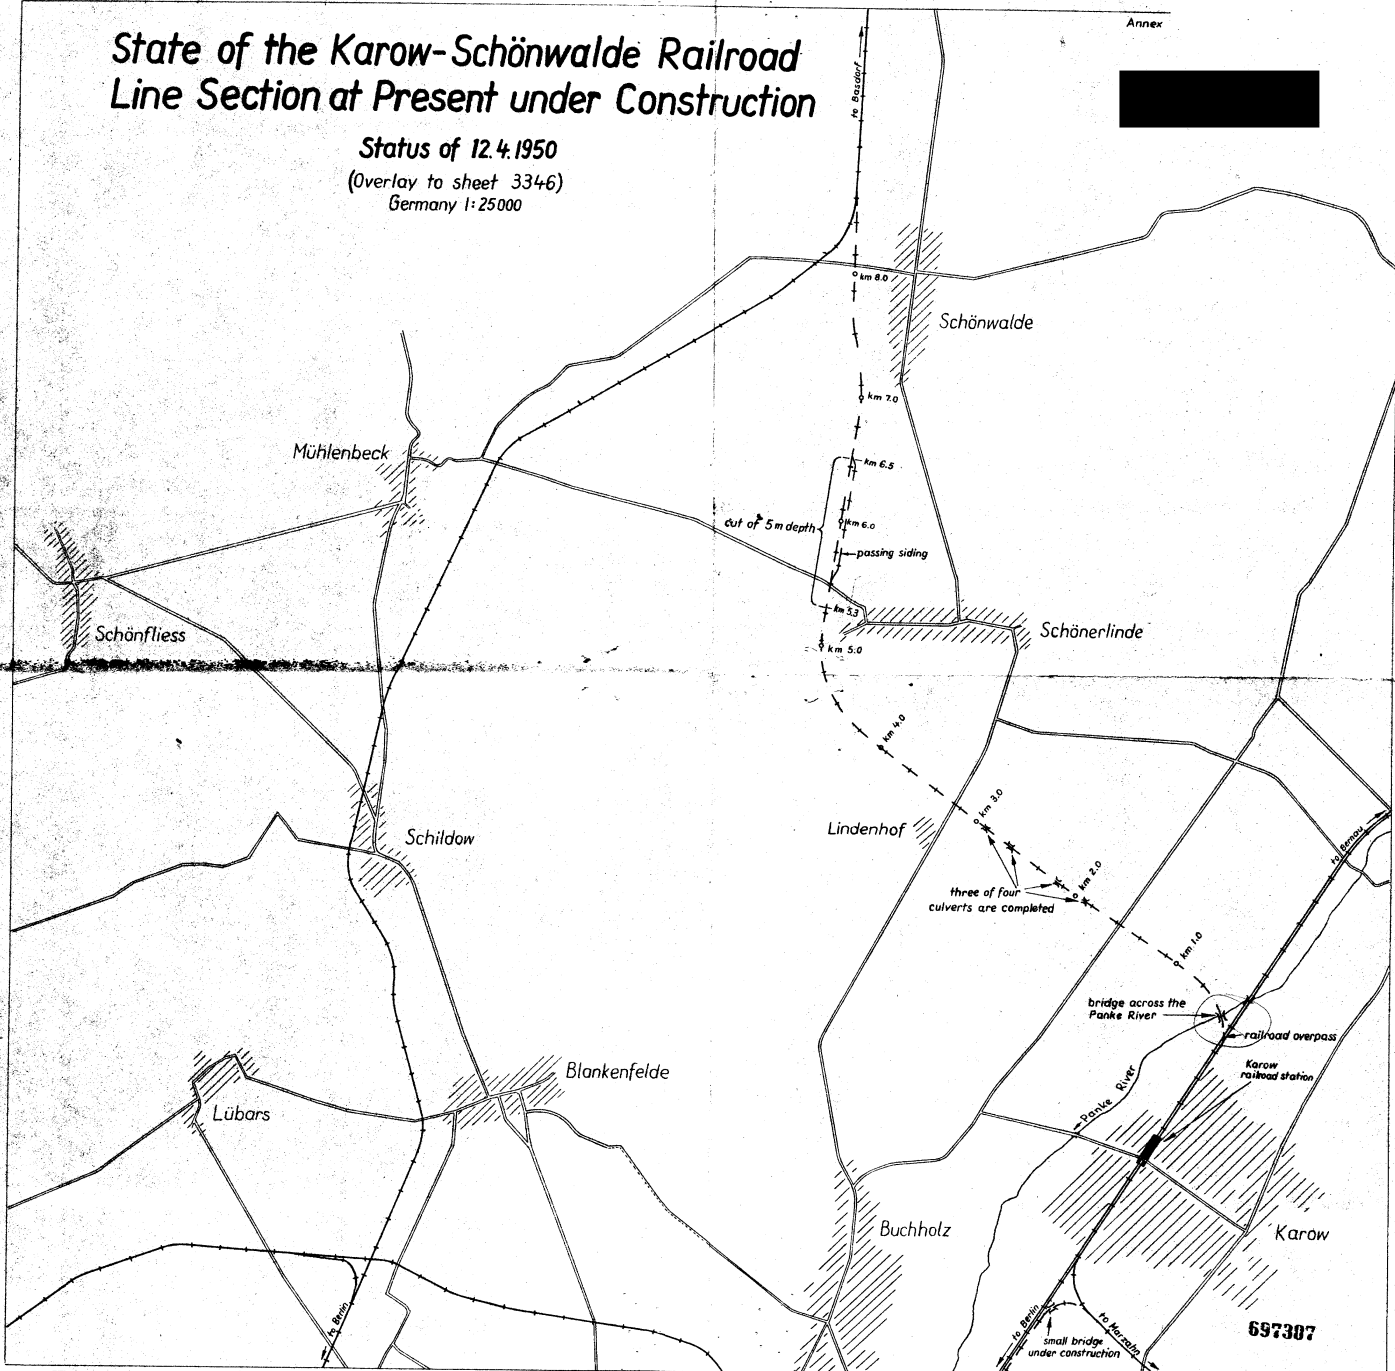 Annex
State of the Karow-Schönwalde Railroad
Line Section at Present under Construction
Status of 12.4.1950
(Overlay to sheet 3346)
Germany 1:25000
to Basdorf
km 8.0
Schönwalde
km 7.0
Mühlenbeck
km 6.5
cut of 5m depth
km 6.0
passing siding
km 5.3
Schönfliess
Schönerlinde
km 5.0
km 4.0
km 3.0
Lindenhof
Schildow
to Bernau
km 2.0
three of four
culverts are completed
km 1.0
bridge across the
Panke River
railroad overpass
Karow
railroad station
Blankenfelde
Panke River
Lübars
Buchholz
Karow
to Berlin
to Berlin
to Marzahn
small bridge
under construction
697387